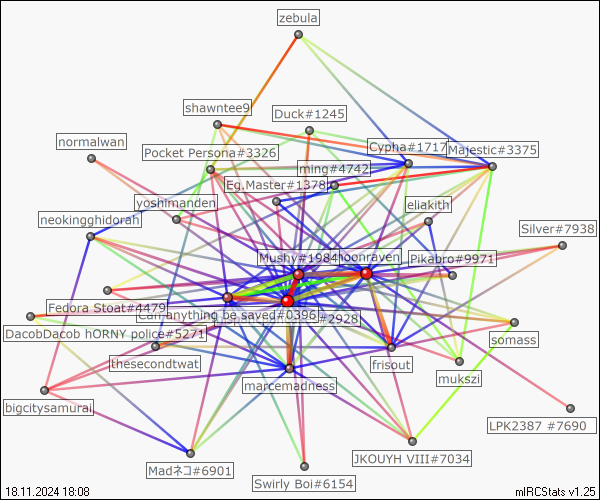 zebula
shawntee9
Duck#1245
normalwan
Cypha#1717
Majestic#3375
Pocket Persona#3326
ming#4742
Eg.Master#1378
yoshimanden
eliakith
neokingghidorah
Silver#7938
Mushy#1984
hoonraven
Pikabro#9971
Fedora Stoat#4479
Can anything be saved#0396
#2928
DacobDacob hORNY police#5271
somass
thesecondtwat
frisout
mukszi
marcemadness
bigcitysamurai
LPK2387 #7690
JKOUYH VIII#7034
Madネコ#6901
Swirly Boi#6154
18.11.2024 18:08
mIRCStats v1.25